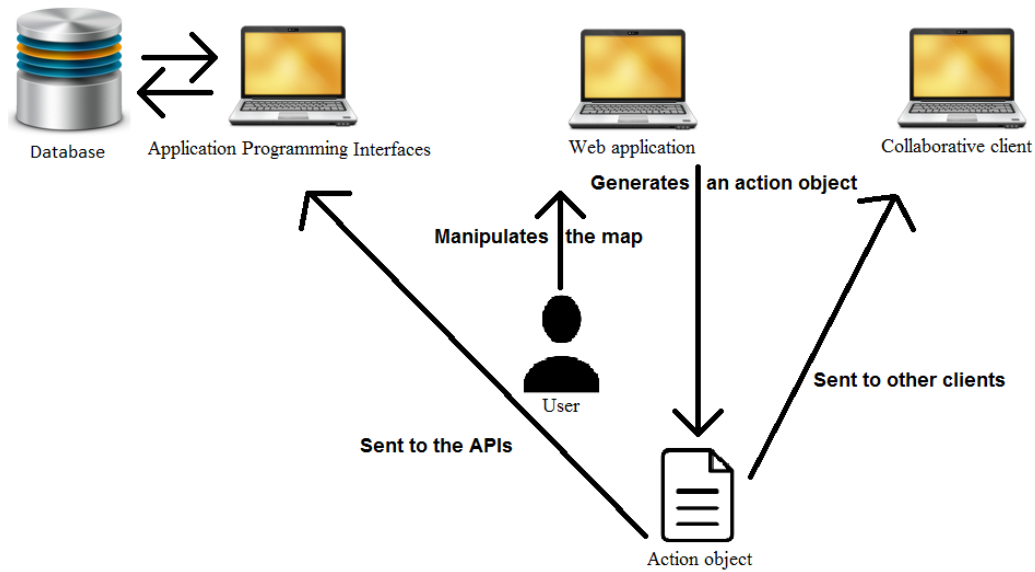 Database
Application Programming Interfaces
Web application
Collaborative client
Generates an action object
Manipulates the map
User
Sent to other clients
Sent to the APIs
Action object